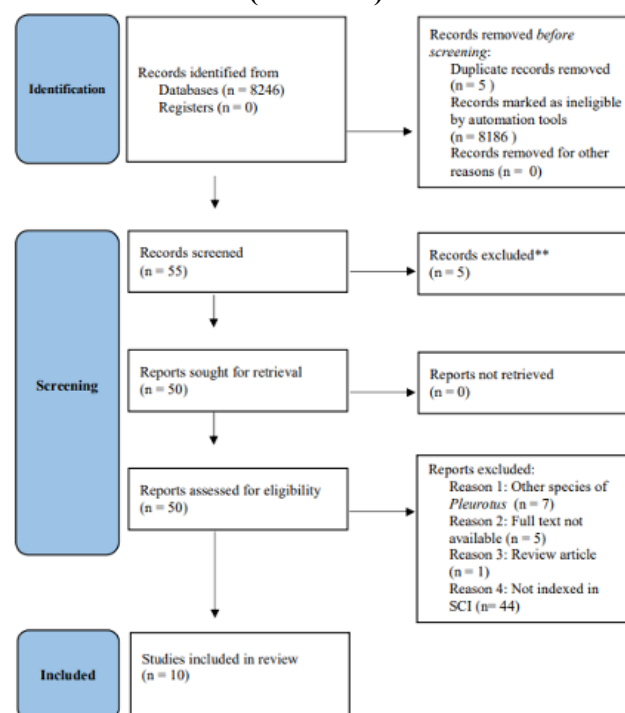 Identification
Records identified from
Databases (n = 8246)
Registers (n = 0)
Records removed before
screening:
Duplicate records removed
(n = 5 )
Records marked as ineligible
by automation tools
(n = 8186 )
Records removed for other
reasons (n = 0)
Screening
Records screened
(n = 55)
Records excluded**
(n = 5)
Reports sought for retrieval
(n = 50)
Reports not retrieved
(n = 0)
Reports assessed for eligibility
(n = 50)
Reports excluded:
Reason 1: Other species of
Pleurotus (n = 7)
Reason 2: Full text not
available (n = 5)
Reason 3: Review article
(n = 1)
Reason 4: Not indexed in
SCI (n= 44)
Included
Studies included in review
(n = 10)